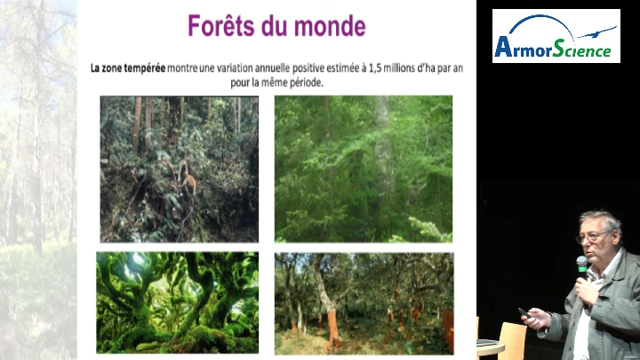 Forêts du monde
La zone tempérée montre une variation annuelle positive estimée à 1,5 millions d’ha par an
pour la même période.
ArmorScience